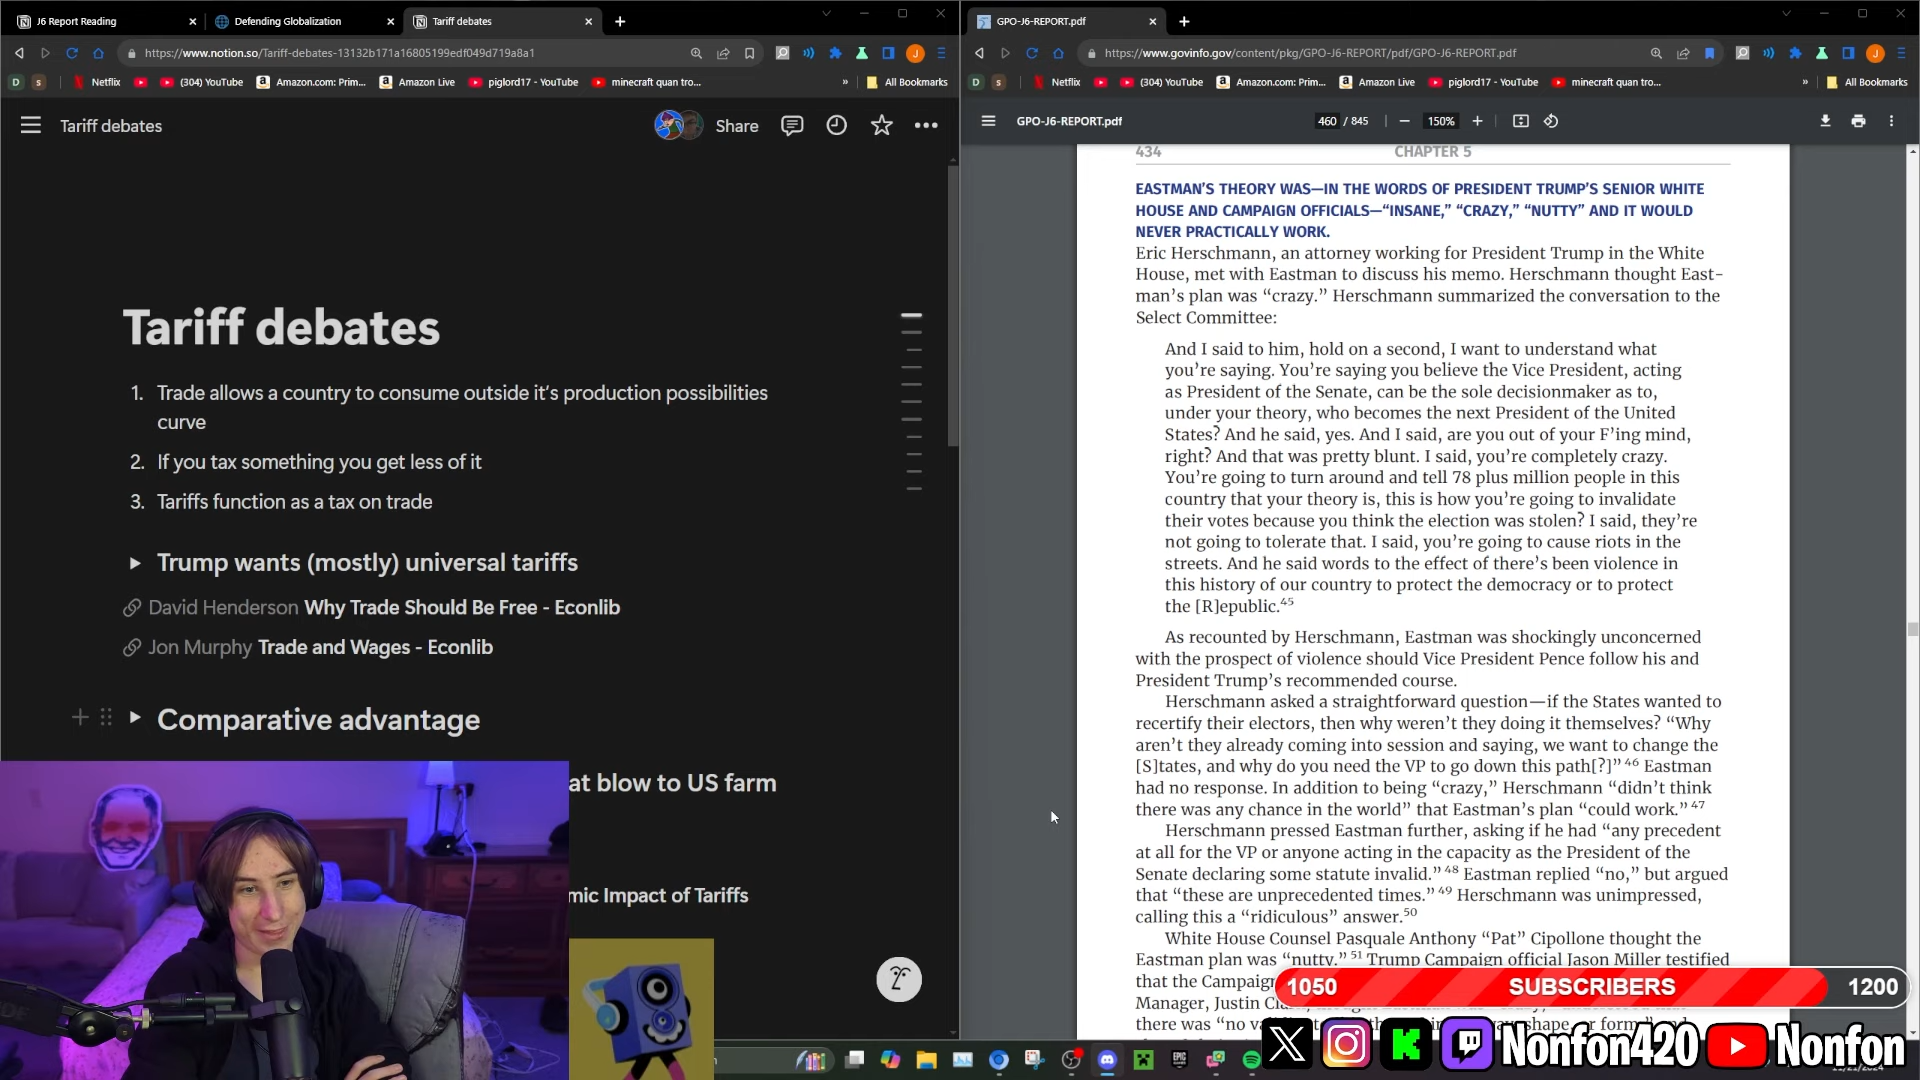 J6 Report Reading
Defending Globalization
Tariff debates
https://www.notion.so/Tariff-debates-13132b171a16805199edf049d719a8a1
J
D
S
Netflix
(304) YouTube
Amazon.com: Prim...
Amazon Live
piglord17 - YouTube
minecraft quan tro...
»
All Bookmarks
Tariff debates
Share
Tariff debates
1. Trade allows a country to consume outside it's production possibilities
curve
2. If you tax something you get less of it
3. Tariffs function as a tax on trade
Trump wants (mostly) universal tariffs
David Henderson Why Trade Should Be Free - Econlib
Jon Murphy Trade and Wages - Econlib
Comparative advantage
at blow to US farm
mic Impact of Tariffs
GPO-J6-REPORT.pdf
https://www.govinfo.gov/content/pkg/GPO-J6-REPORT/pdf/GPO-J6-REPORT.pdf
J
D
S
Netflix
(304) YouTube
Amazon.com: Prim...
Amazon Live
piglord17 - YouTube
minecraft quan tro...
»
All Bookmarks
GPO-J6-REPORT.pdf
460 / 845
150%
434 CHAPTER 5
EASTMAN'S THEORY WAS—IN THE WORDS OF PRESIDENT TRUMP'S SENIOR WHITE
HOUSE AND CAMPAIGN OFFICIALS—“INSANE,” “CRAZY,” “NUTTY” AND IT WOULD
NEVER PRACTICALLY WORK.
Eric Herschmann, an attorney working for President Trump in the White
House, met with Eastman to discuss his memo. Herschmann thought East-
man's plan was “crazy.” Herschmann summarized the conversation to the
Select Committee:
And I said to him, hold on a second, I want to understand what
you're saying. You're saying you believe the Vice President, acting
as President of the Senate, can be the sole decisionmaker as to,
under your theory, who becomes the next President of the United
States? And he said, yes. And I said, are you out of your F'ing mind,
right? And that was pretty blunt. I said, you're completely crazy.
You're going to turn around and tell 78 plus million people in this
country that your theory is, this is how you're going to invalidate
their votes because you think the election was stolen? I said, they're
not going to tolerate that. I said, you're going to cause riots in the
streets. And he said words to the effect of there's been violence in
this history of our country to protect the democracy or to protect
the [R]epublic.45
As recounted by Herschmann, Eastman was shockingly unconcerned
with the prospect of violence should Vice President Pence follow his and
President Trump's recommended course.
Herschmann asked a straightforward question—if the States wanted to
recertify their electors, then why weren't they doing it themselves? “Why
aren't they already coming into session and saying, we want to change the
[S]tates, and why do you need the VP to go down this path[?]” 46 Eastman
had no response. In addition to being “crazy,” Herschmann “didn't think
there was any chance in the world” that Eastman's plan “could work.” 47
Herschmann pressed Eastman further, asking if he had “any precedent
at all for the VP or anyone acting in the capacity as the President of the
Senate declaring some statute invalid.” 48 Eastman replied “no,” but argued
that “these are unprecedented times.” 49 Herschmann was unimpressed,
calling this a “ridiculous” answer.50
White House Counsel Pasquale Anthony “Pat” Cipollone thought the
Eastman plan was “nutty.” 51 Trump Campaign official Jason Miller testified
that the Campaign
Manager, Justin
there was “no
1050 SUBSCRIBERS 1200
Nonfon420 Nonfon